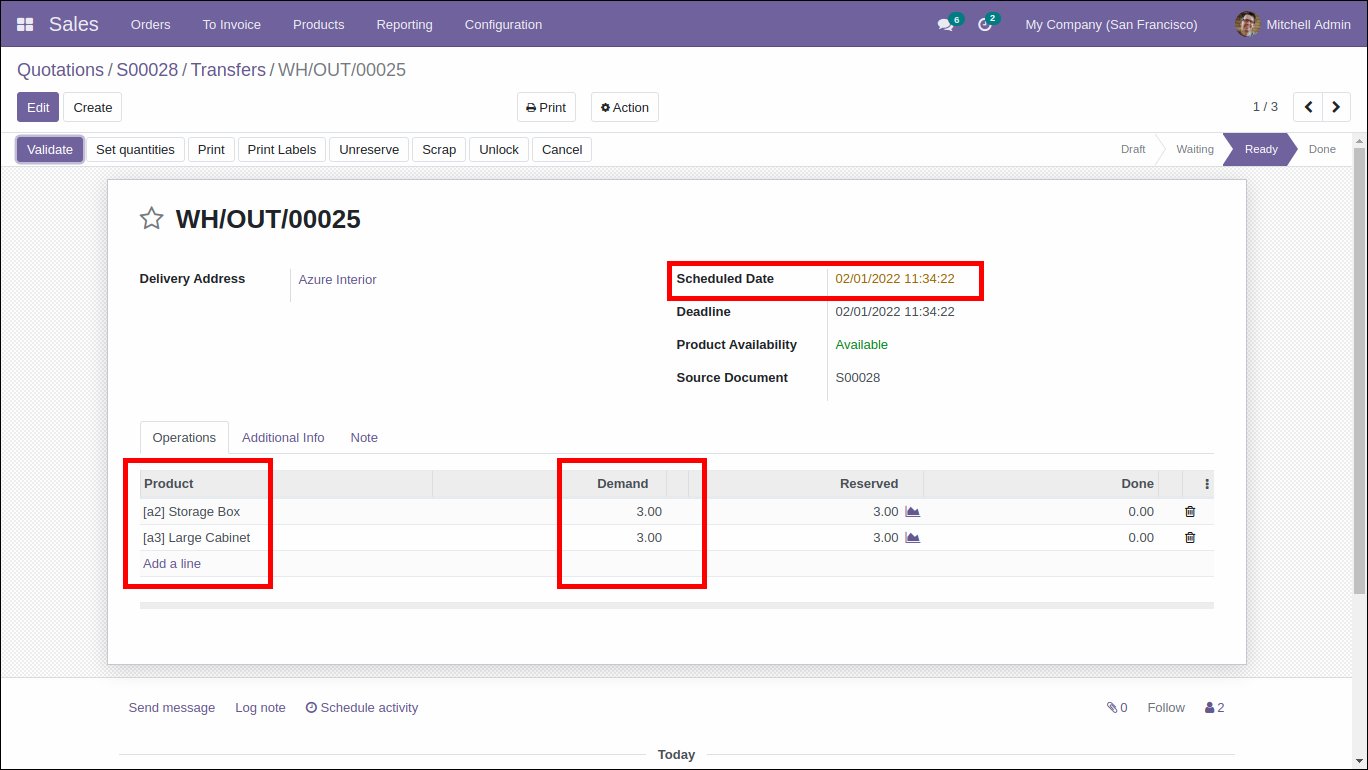 Sales Orders To Invoice Products Reporting Configuration 6 2 My Company (San Francisco) Mitchell Admin
Quotations / S00028 / Transfers / WH/OUT/00025
Edit Create Print Action 1 / 3
Validate Set quantities Print Print Labels Unreserve Scrap Unlock Cancel Draft Waiting Ready Done
WH/OUT/00025
Delivery Address Azure Interior Scheduled Date 02/01/2022 11:34:22
Deadline 02/01/2022 11:34:22
Product Availability Available
Source Document S00028
Operations Additional Info Note
Product Demand Reserved Done
[a2] Storage Box 3.00 3.00 0.00
[a3] Large Cabinet 3.00 3.00 0.00
Add a line
Send message Log note Schedule activity 0 Follow 2
Today